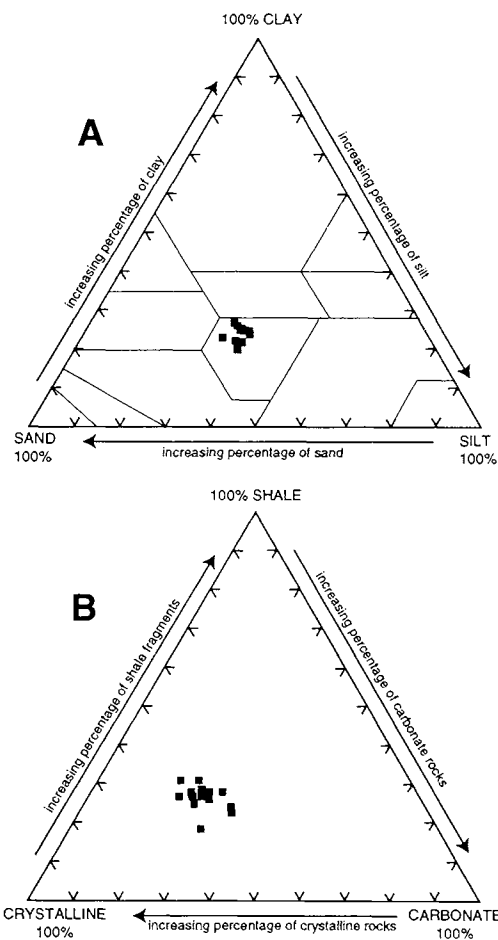 100% CLAY
A
increasing percentage of clay
increasing percentage of silt
SAND
100%
increasing percentage of sand
SILT
100%
100% SHALE
B
increasing percentage of shale fragments
increasing percentage of carbonate rocks
CRYSTALLINE
100%
increasing percentage of crystalline rocks
CARBONATE
100%